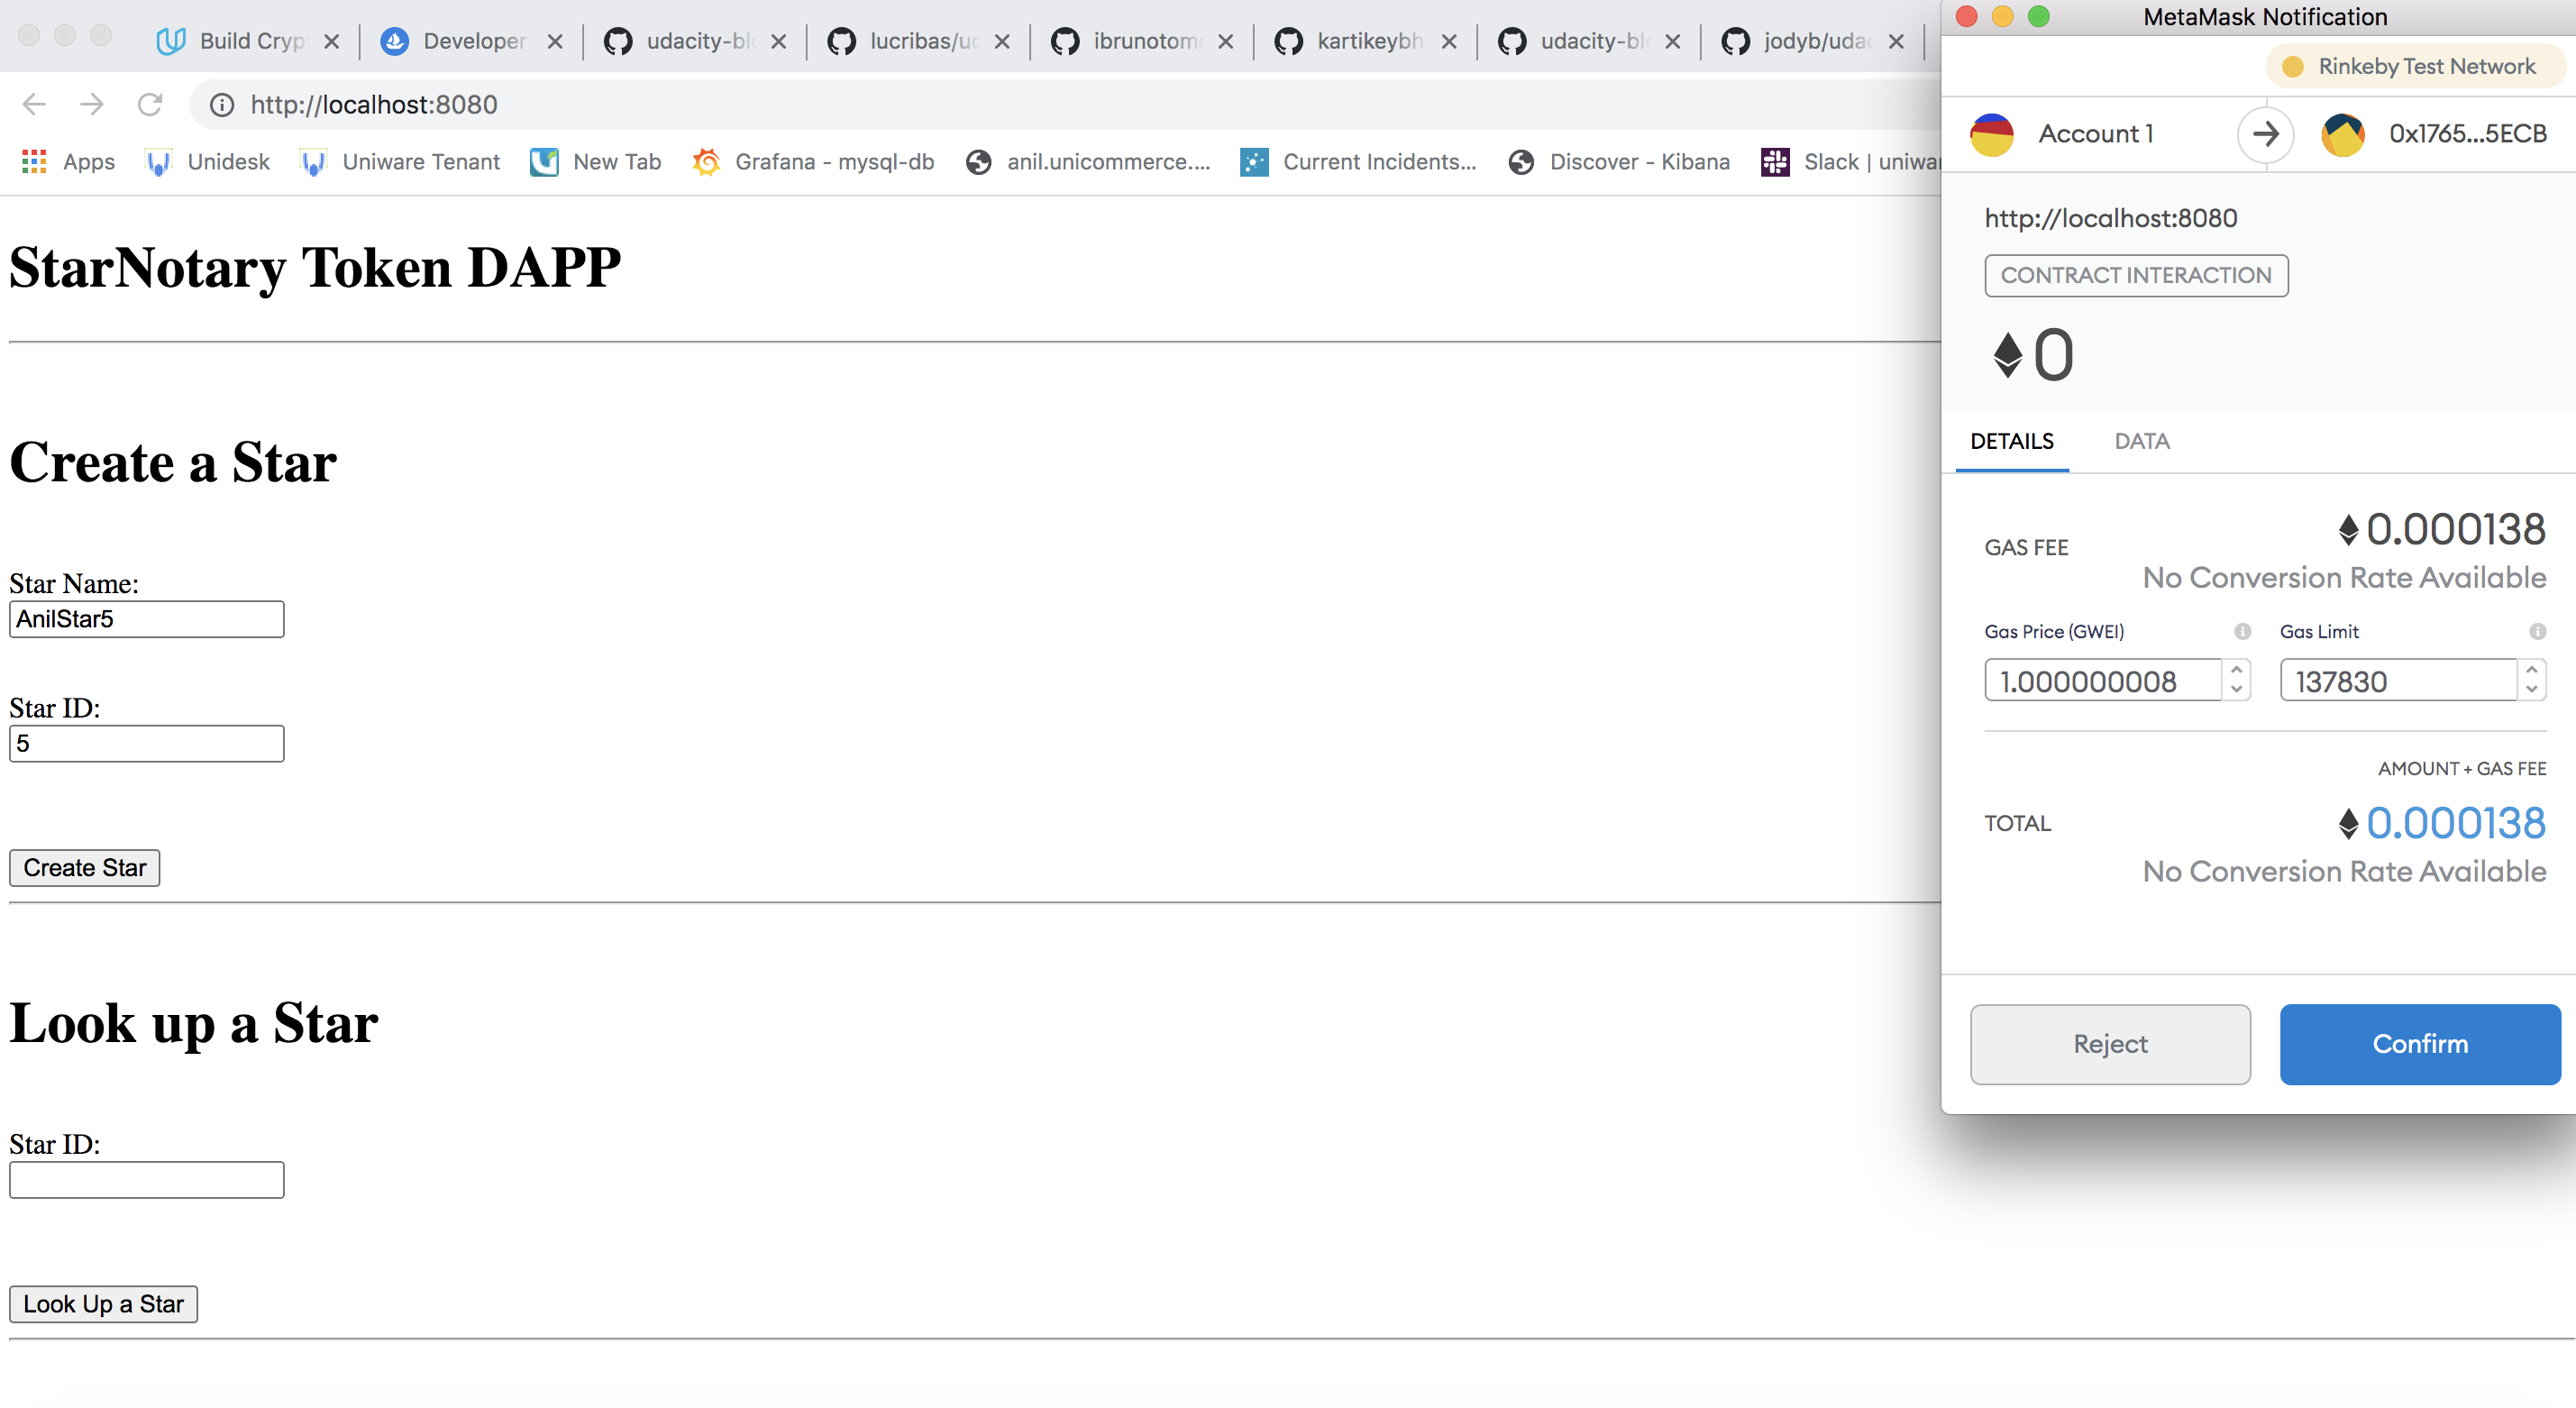 Build Cryp
Developer
udacity-bl
lucribas/u
ibrunotom
kartikeybh
udacity-bl
jodyb/uda
http://localhost:8080
Apps
Unidesk
Uniware Tenant
New Tab
Grafana - mysql-db
anil.unicommerce....
Current Incidents...
Discover - Kibana
Slack | uniwa
StarNotary Token DAPP
Create a Star
Star Name:
AnilStar5
Star ID:
5
Create Star
Look up a Star
Star ID:
Look Up a Star
MetaMask Notification
Rinkeby Test Network
Account 1
0x1765...5ECB
http://localhost:8080
CONTRACT INTERACTION
0
DETAILS
DATA
GAS FEE
0.000138
No Conversion Rate Available
Gas Price (GWEI)
Gas Limit
1.000000008
137830
AMOUNT + GAS FEE
TOTAL
0.000138
No Conversion Rate Available
Reject
Confirm